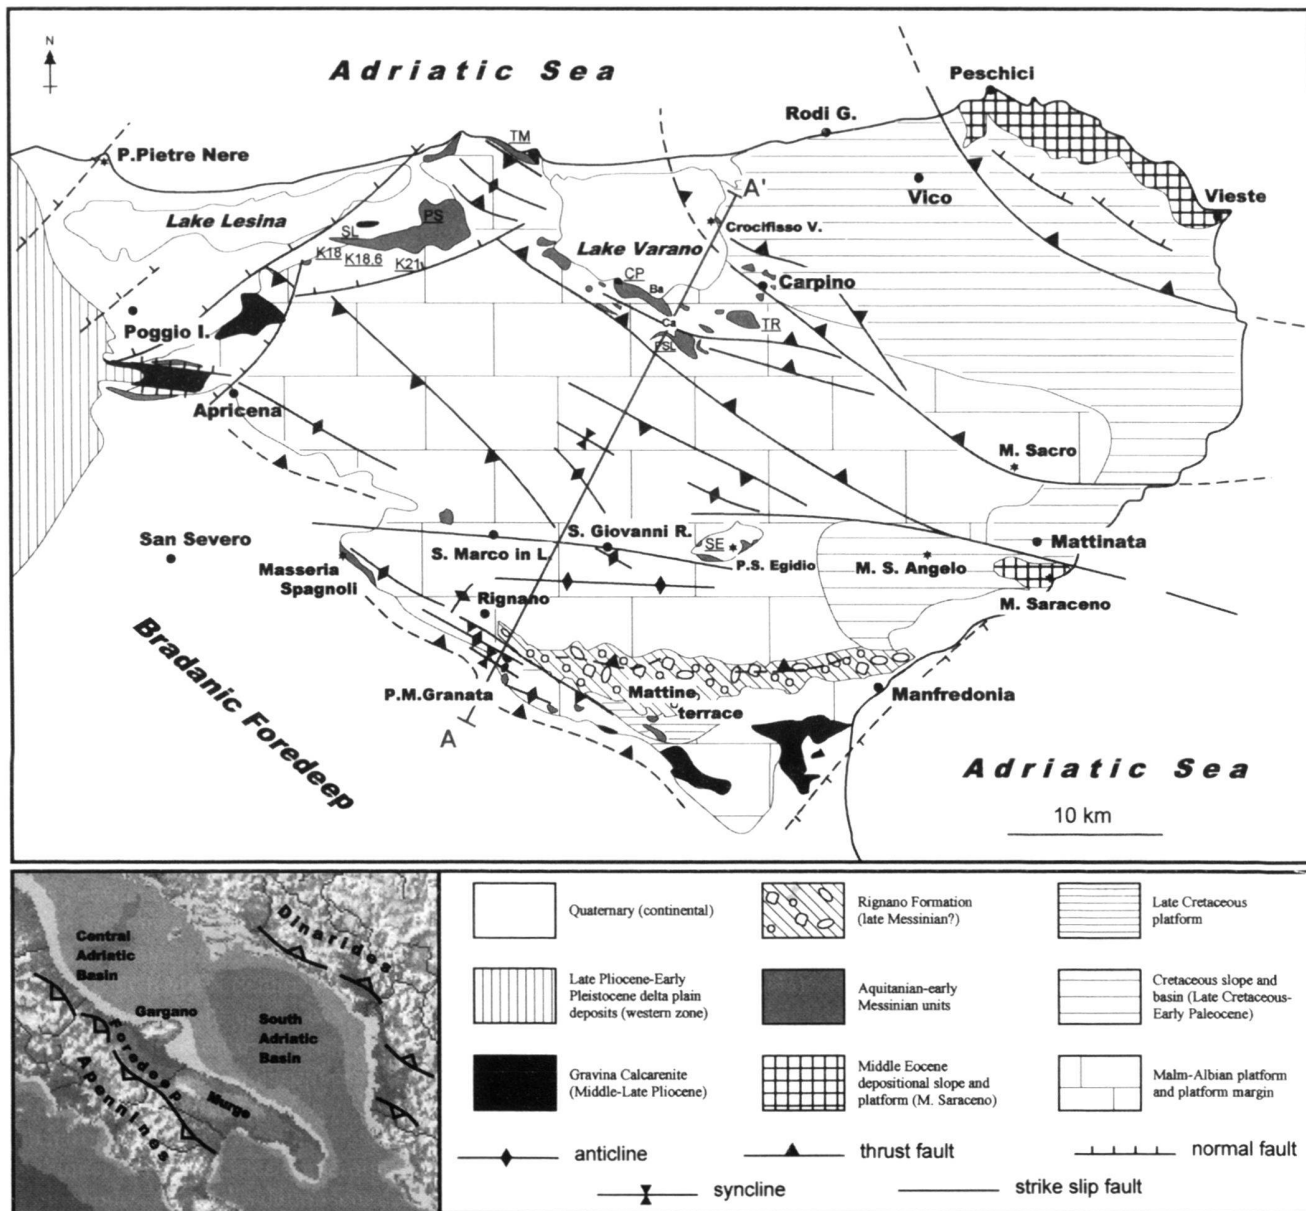 N
Adriatic Sea
Peschici
Rodi G.
TM
P.Pietre Nere
A'
Vico
Vieste
Lake Lesina
PS
SL
Crocifisso V.
Lake Varano
K18
K18.6
K21
CP
Ba
Carpino
Poggio I.
Ca
TR
FSL
Apricena
M. Sacro
San Severo
S. Giovanni R.
S. Marco in L.
SE
P.S. Egidio
Mattinata
M. S. Angelo
Masseria
Spagnoli
M. Saraceno
Rignano
Bradanic Foredeep
P.M.Granata
Mattine
terrace
Manfredonia
A
Adriatic Sea
10 km
Central
Adriatic
Basin
Dinarides
Gargano
South
Adriatic
Basin
Foredeep
Murge
Apennines
Quaternary (continental)
Rignano Formation
(late Messinian?)
Late Cretaceous
platform
Late Pliocene-Early
Pleistocene delta plain
deposits (western zone)
Aquitanian-early
Messinian units
Cretaceous slope and
basin (Late Cretaceous-
Early Paleocene)
Gravina Calcarenite
(Middle-Late Pliocene)
Middle Eocene
depositional slope and
platform (M. Saraceno)
Malm-Albian platform
and platform margin
anticline
thrust fault
normal fault
syncline
strike slip fault